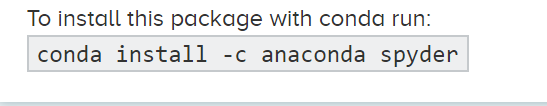 To install this package with conda run:
conda install -c anaconda spyder